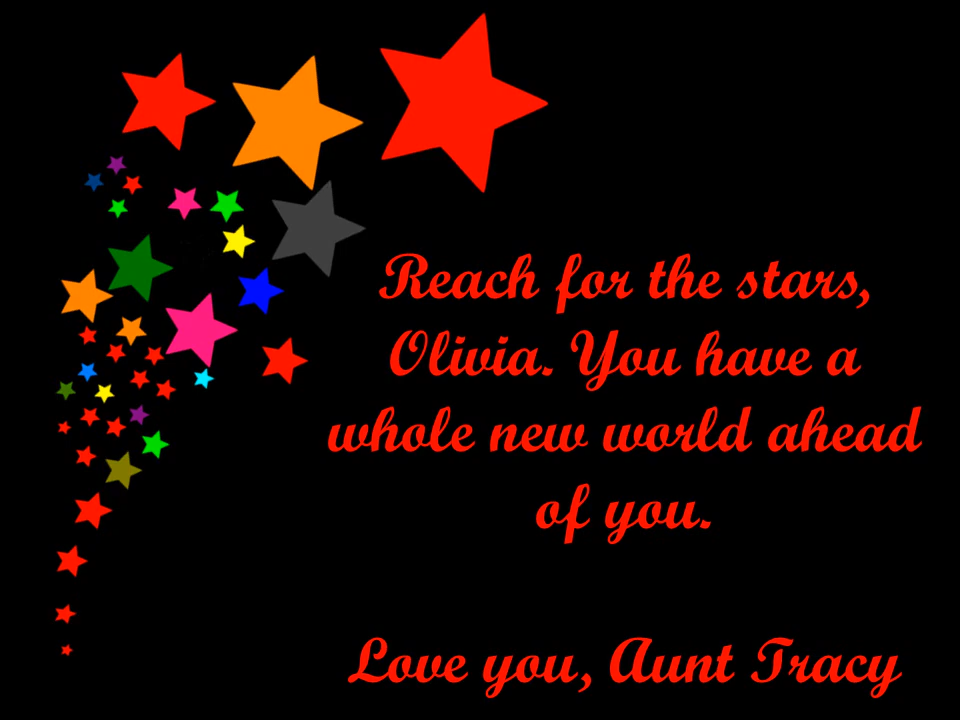 Reach for the stars,
Olivia. You have a
whole new world ahead
of you.
Love you, Aunt Tracy